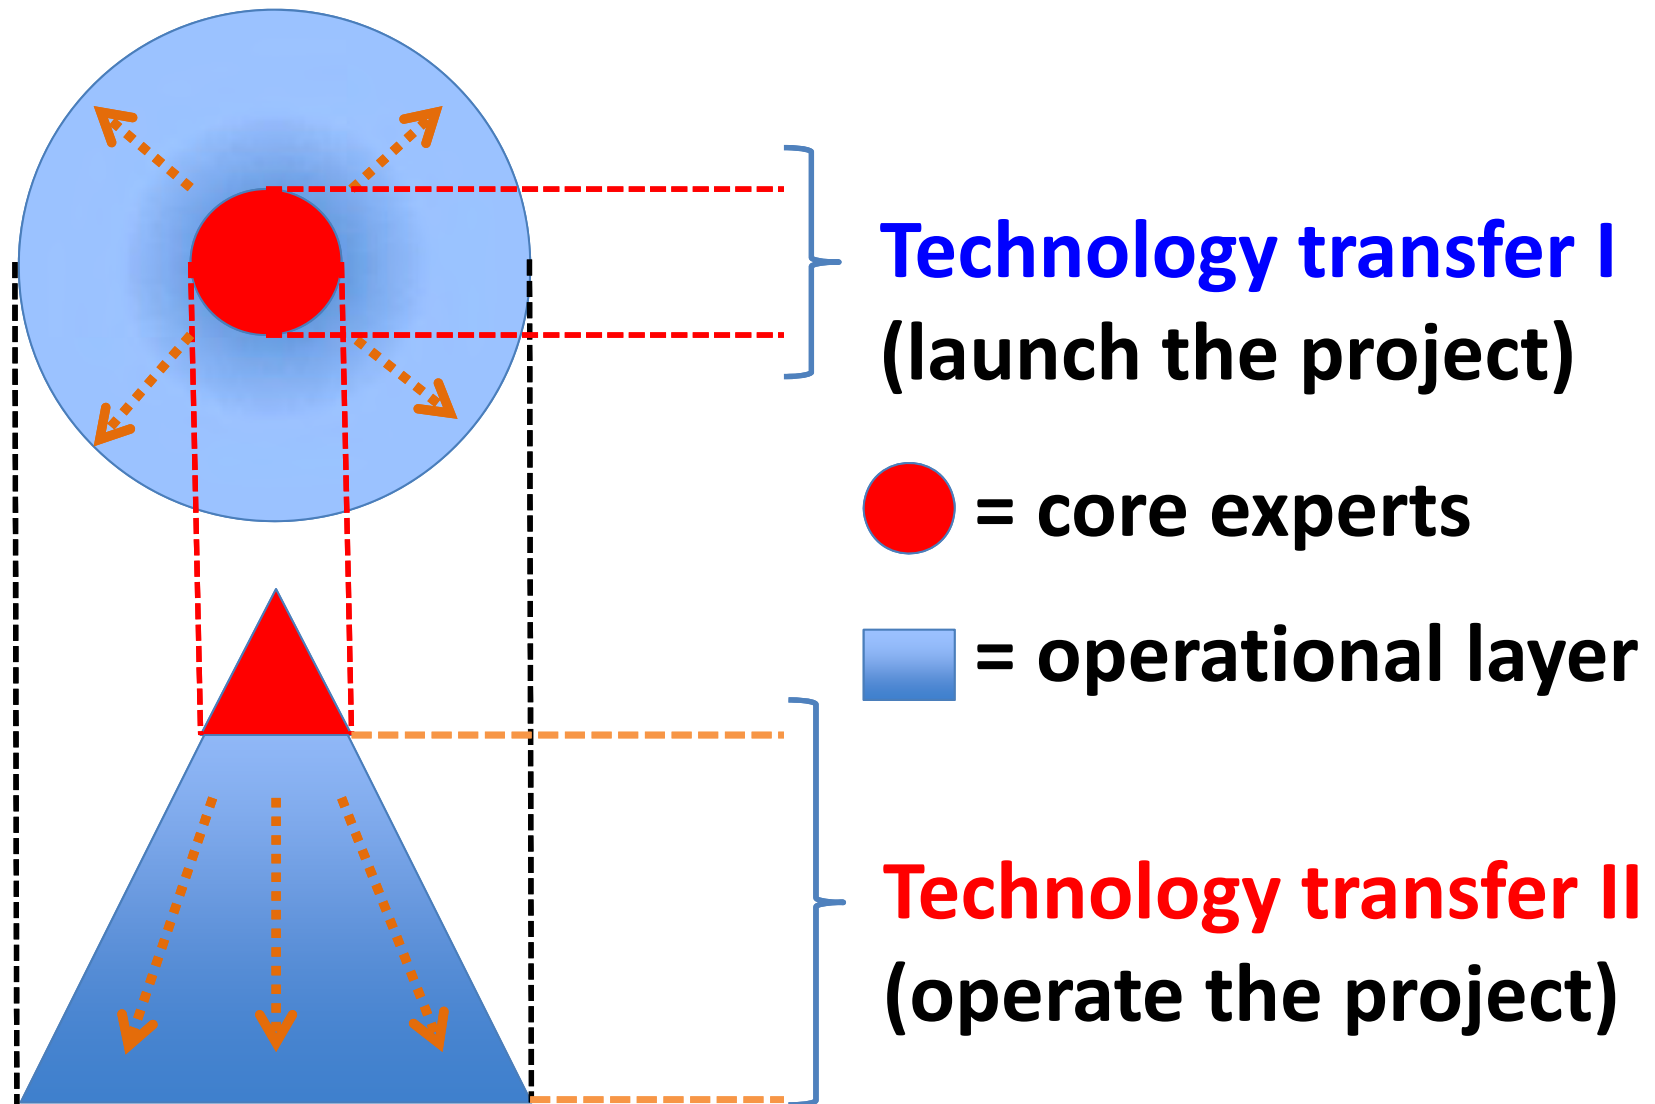 Technology transfer I
(launch the project)
= core experts
= operational layer
Technology transfer II
(operate the project)